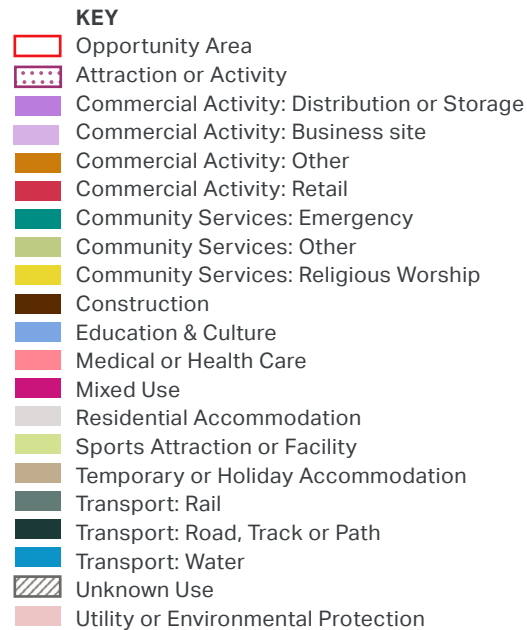 KEY
Opportunity Area
Attraction or Activity
Commercial Activity: Distribution or Storage
Commercial Activity: Business site
Commercial Activity: Other
Commercial Activity: Retail
Community Services: Emergency
Community Services: Other
Community Services: Religious Worship
Construction
Education & Culture
Medical or Health Care
Mixed Use
Residential Accommodation
Sports Attraction or Facility
Temporary or Holiday Accommodation
Transport: Rail
Transport: Road, Track or Path
Transport: Water
Unknown Use
Utility or Environmental Protection